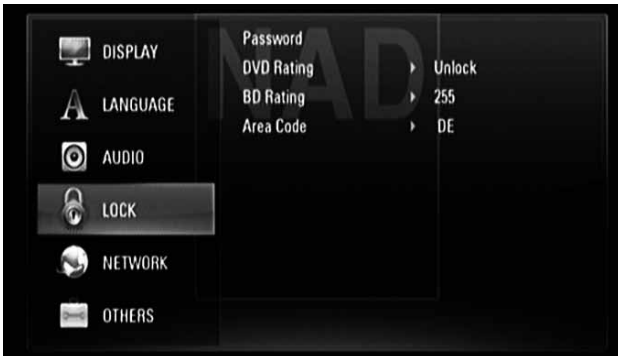 DISPLAY
LANGUAGE
AUDIO
LOCK
NETWORK
OTHERS
NAD
Password
DVD Rating Unlock
BD Rating 255
Area Code DE